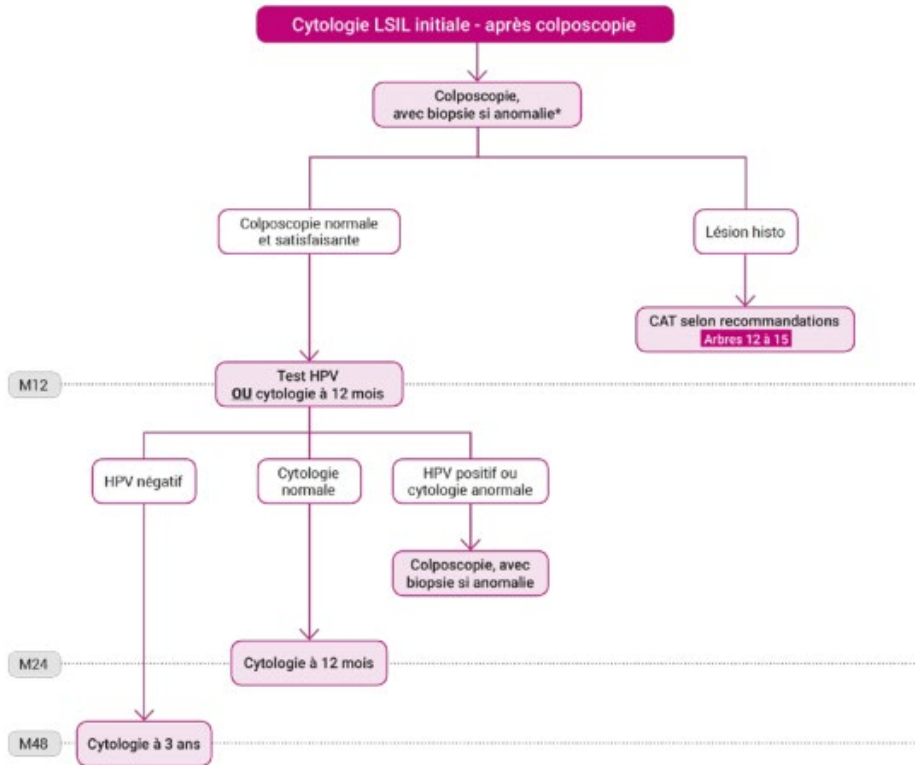 Cytologie LSIL initiale - après colposcopie
Colposcopie,
avec biopsie si anomalie*
Colposcopie normale
et satisfaisante
Lésion histo
CAT selon recommandations
Arbres 12 à 15
M12
Test HPV
OU cytologie à 12 mois
HPV négatif
Cytologie
normale
HPV positif ou
cytologie anormale
Colposcopie, avec
biopsie si anomalie
M24
Cytologie à 12 mois
M48
Cytologie à 3 ans